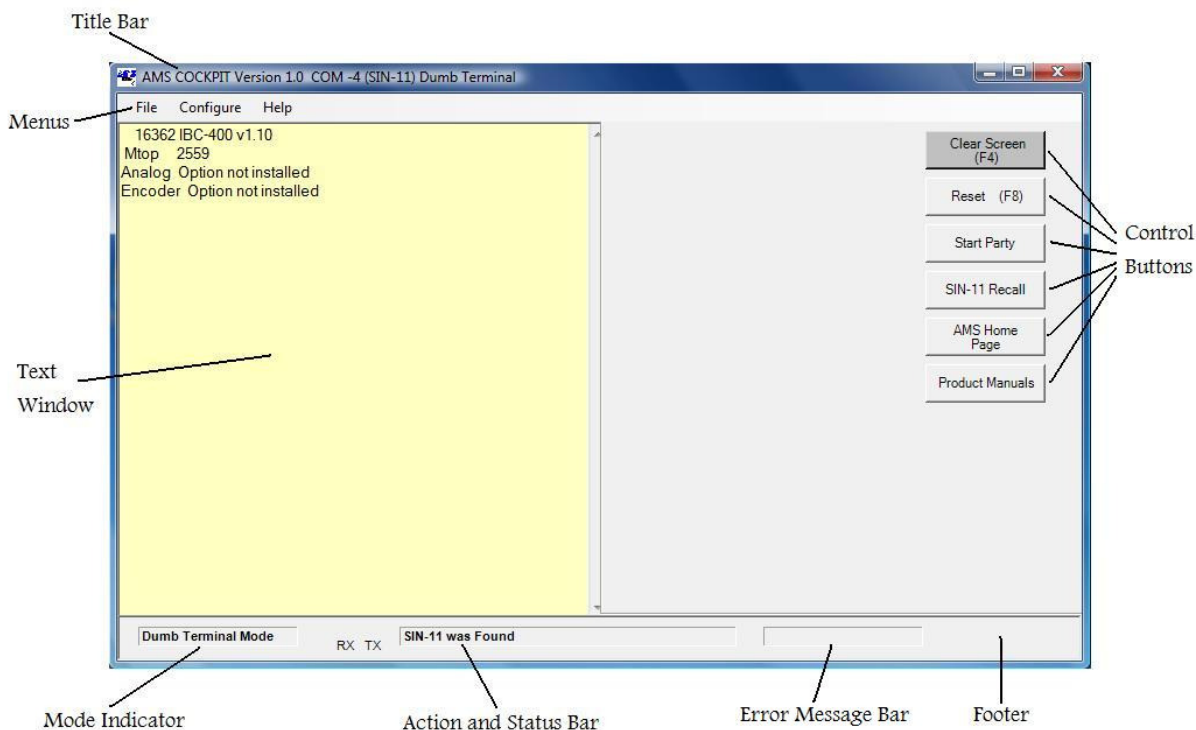 Title Bar
AMS COCKPIT Version 1.0 COM -4 (SIN-11) Dumb Terminal
Menus
File Configure Help
16362 IBC-400 v1.10
Mtop 2559
Analog Option not installed
Encoder Option not installed
Clear Screen
(F4)
Reset (F8)
Start Party
SIN-11 Recall
AMS Home
Page
Product Manuals
Control
Buttons
Text
Window
Dumb Terminal Mode
RX TX
SIN-11 was Found
Mode Indicator
Action and Status Bar
Error Message Bar
Footer